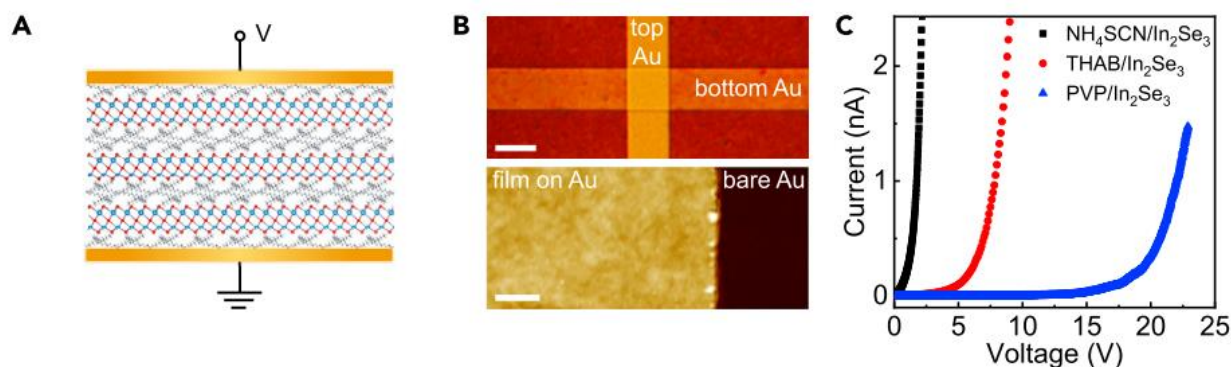 A
V
B
top
Au
bottom Au
film on Au
bare Au
C
NH₄SCN/In₂Se₃
THAB/In₂Se₃
PVP/In₂Se₃
Current (nA)
2
1
0
0 5 10 15 20 25
Voltage (V)